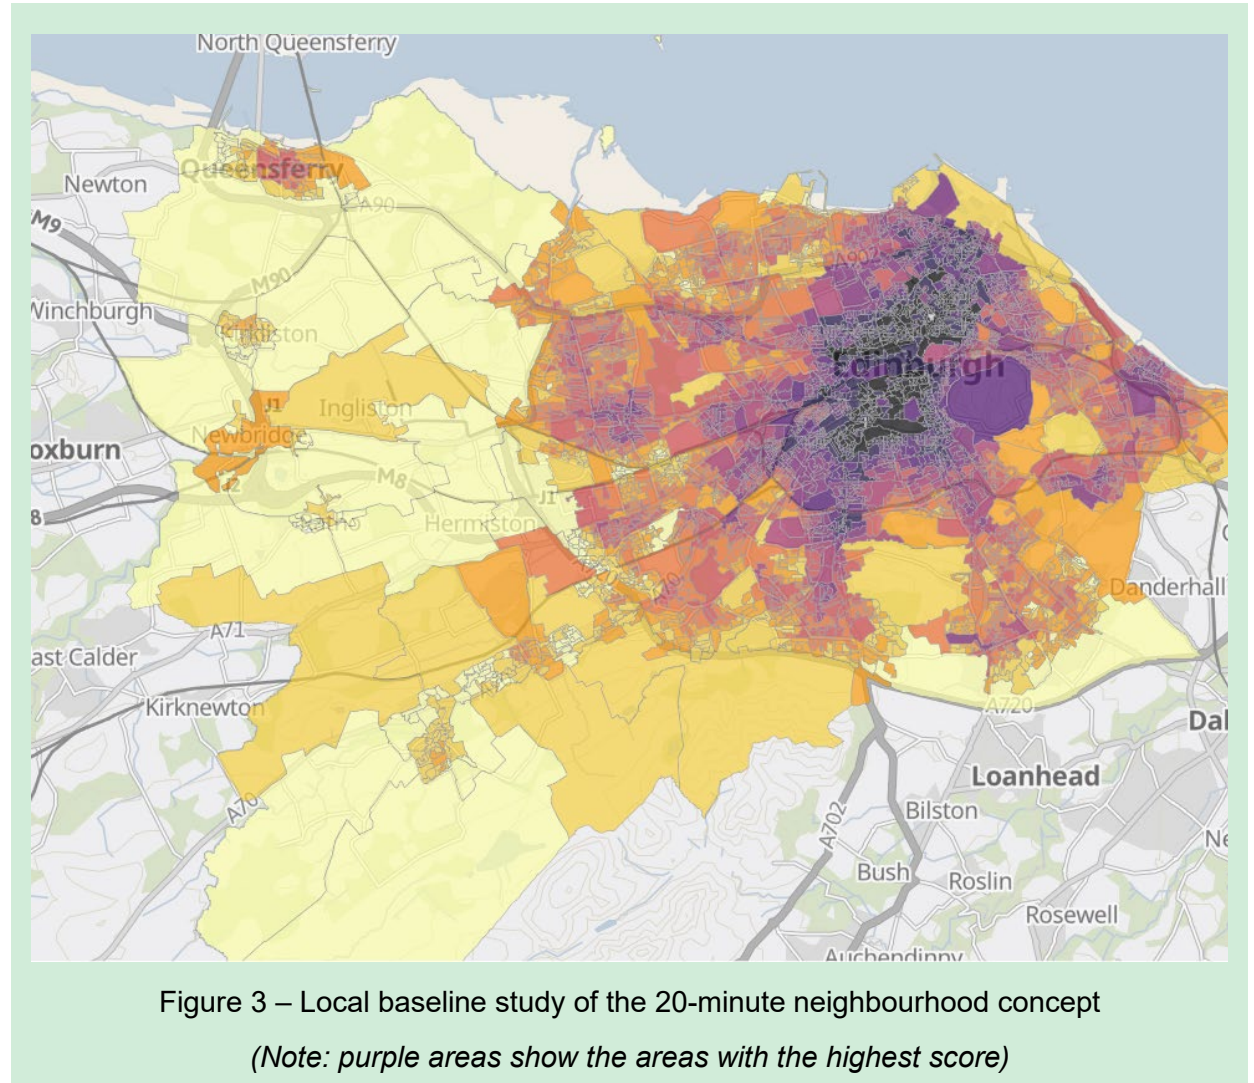 North Queensferry
Queensferry
Newton
A90
M9
M90
A902
Winchburgh
Kirkliston
Edinburgh
J1
Ingliston
Newbridge
oxburn
J2
M8
J1
8
Ratho
Hermiston
Danderhall
A71
ast Calder
Kirknewton
A720
Dal
Loanhead
A70
A702
Bilston
Ne
Bush
Roslin
Rosewell
Auchendinny
Figure 3 – Local baseline study of the 20-minute neighbourhood concept
(Note: purple areas show the areas with the highest score)